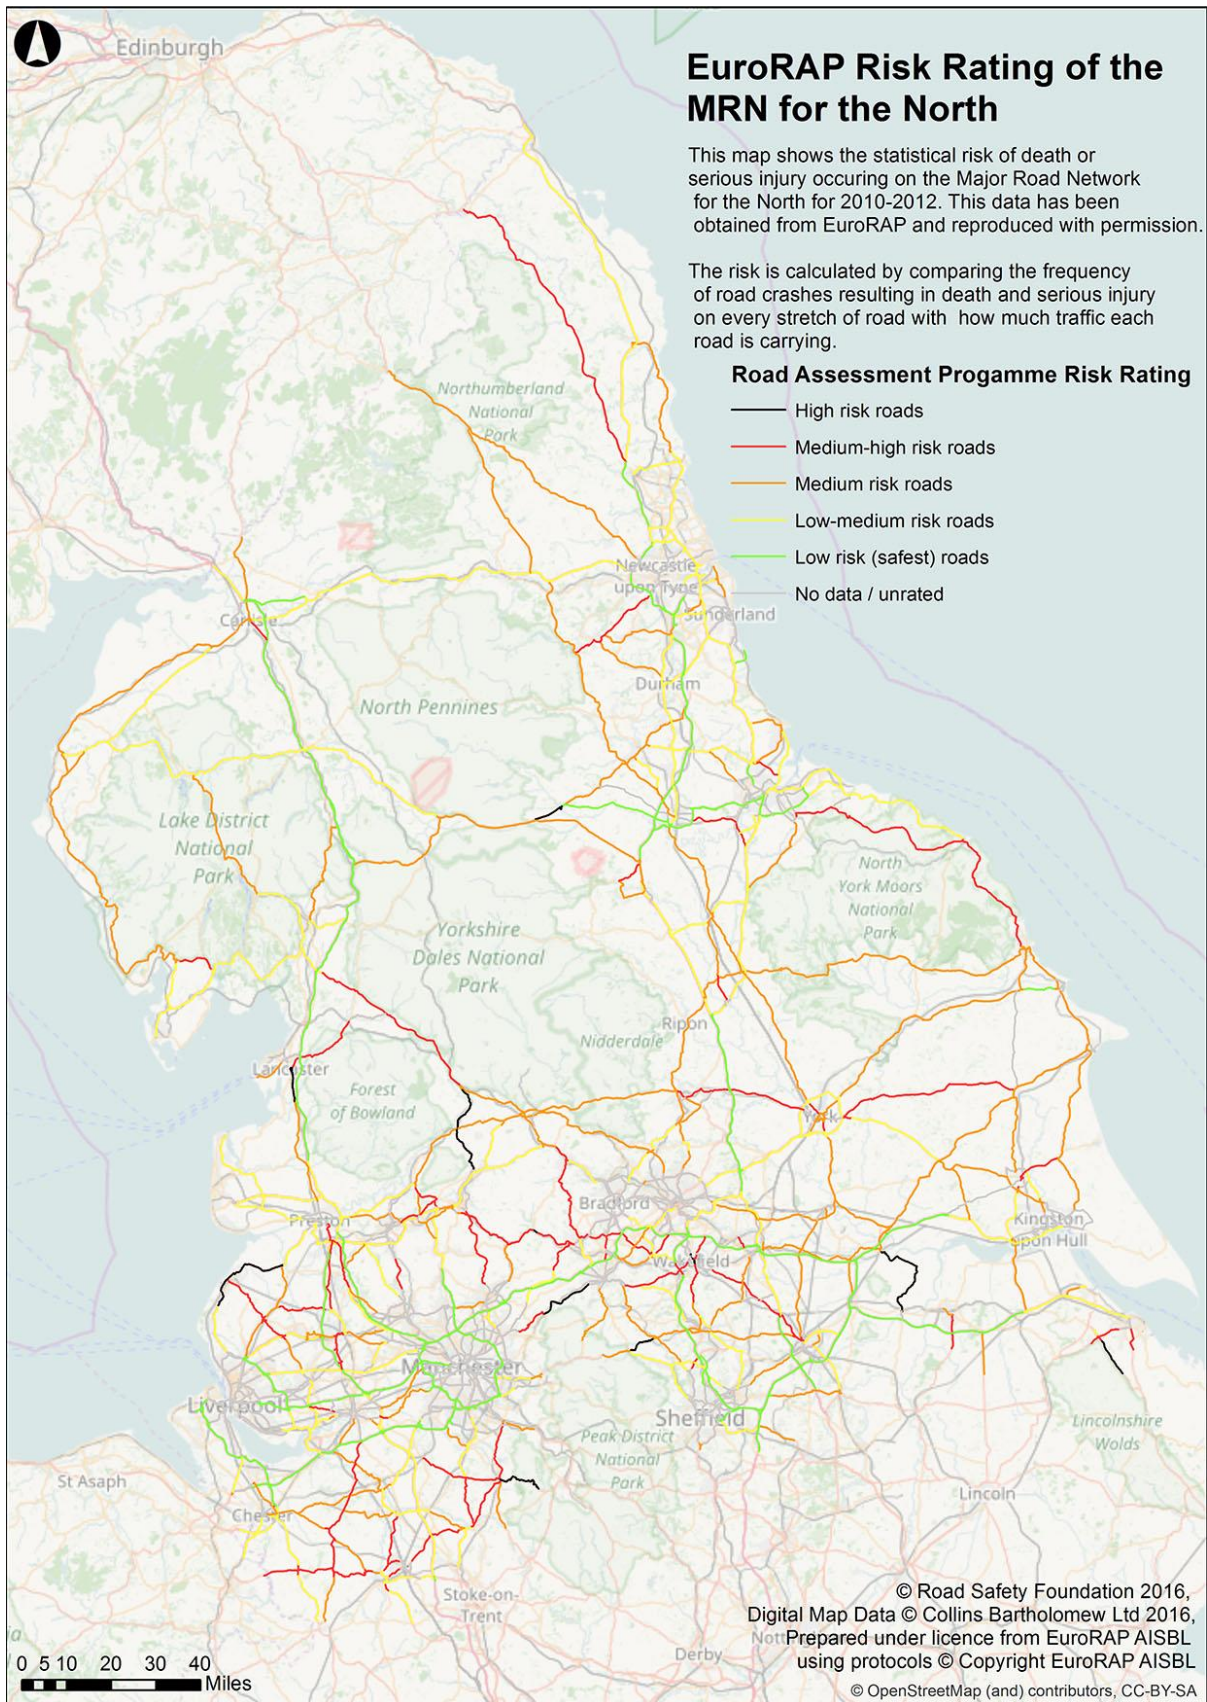 EuroRAP Risk Rating of the
MRN for the North
This map shows the statistical risk of death or
serious injury occuring on the Major Road Network
for the North for 2010-2012. This data has been
obtained from EuroRAP and reproduced with permission.
The risk is calculated by comparing the frequency
of road crashes resulting in death and serious injury
on every stretch of road with how much traffic each
road is carrying.
Road Assessment Progamme Risk Rating
High risk roads
Medium-high risk roads
Medium risk roads
Low-medium risk roads
Low risk (safest) roads
No data / unrated
Edinburgh
Northumberland
National
Park
Newcastle
upon Tyne
Sunderland
Carlisle
Durham
North Pennines
Lake District
National
Park
North
York Moors
National
Park
Yorkshire
Dales National
Park
Ripon
Nidderdale
Lancaster
Forest
of Bowland
York
Bradford
Preston
Kingston
upon Hull
Wakefield
Manchester
Liverpool
Sheffield
Peak District
National
Park
Lincolnshire
Wolds
St Asaph
Lincoln
Chester
Stoke-on-
Trent
Derby
© Road Safety Foundation 2016,
Digital Map Data © Collins Bartholomew Ltd 2016,
Prepared under licence from EuroRAP AISBL
using protocols © Copyright EuroRAP AISBL
0 5 10 20 30 40
Miles
© OpenStreetMap (and) contributors, CC-BY-SA